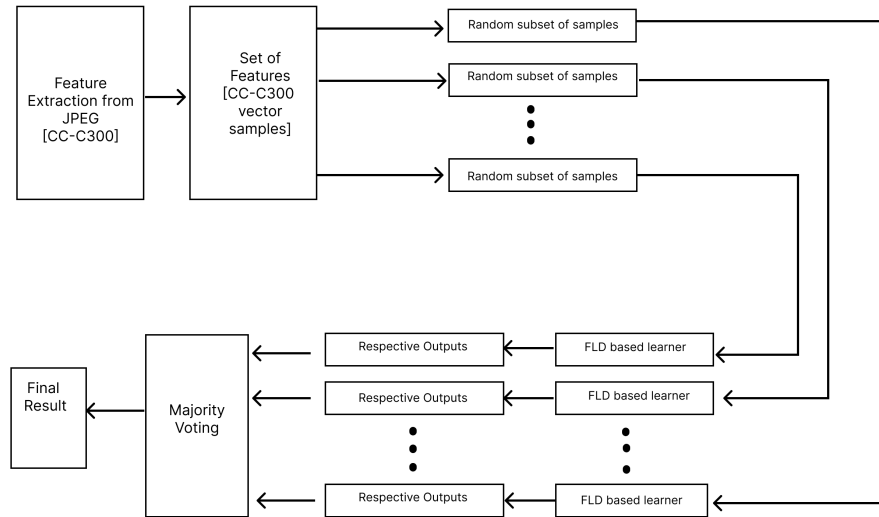 Feature
Extraction from
JPEG
[CC-C300]
Set of
Features
[CC-C300
vector
samples]
Random subset of samples
Random subset of samples
Random subset of samples
Respective Outputs
FLD based learner
Respective Outputs
FLD based learner
Final
Result
Majority
Voting
Respective Outputs
FLD based learner